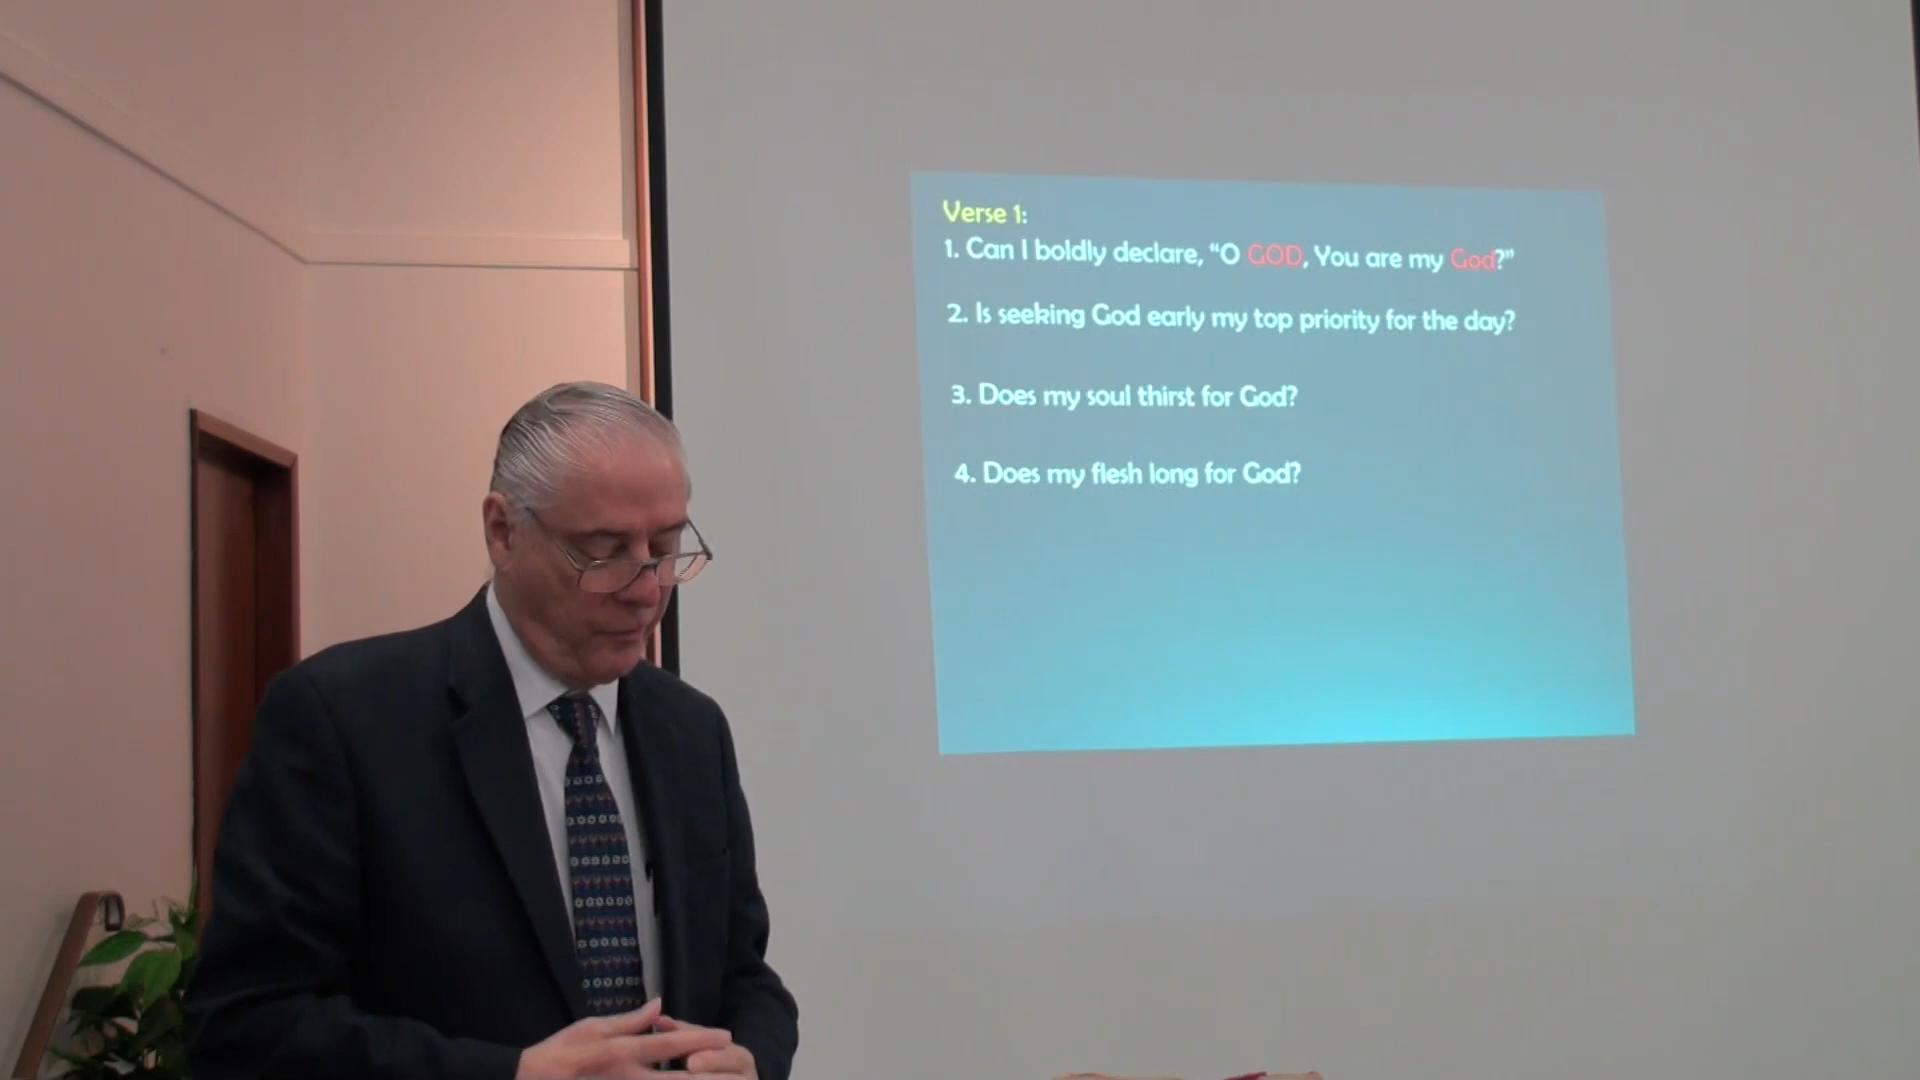 Verse 1:
1. Can I boldly declare, “O GOD, You are my God?”
2. Is seeking God early my top priority for the day?
3. Does my soul thirst for God?
4. Does my flesh long for God?